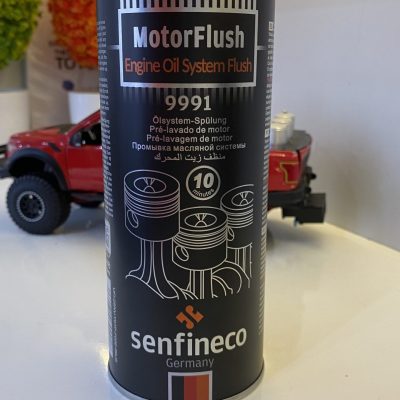 MotorFlush
Engine Oil System Flush
9991
Ölsystem-Spülung
Pré-lavado de motor
Pré-lavagem de motor
Промывка масляной системы
منظف زيت المحرك
10
minutes
senfineco
Germany
TO